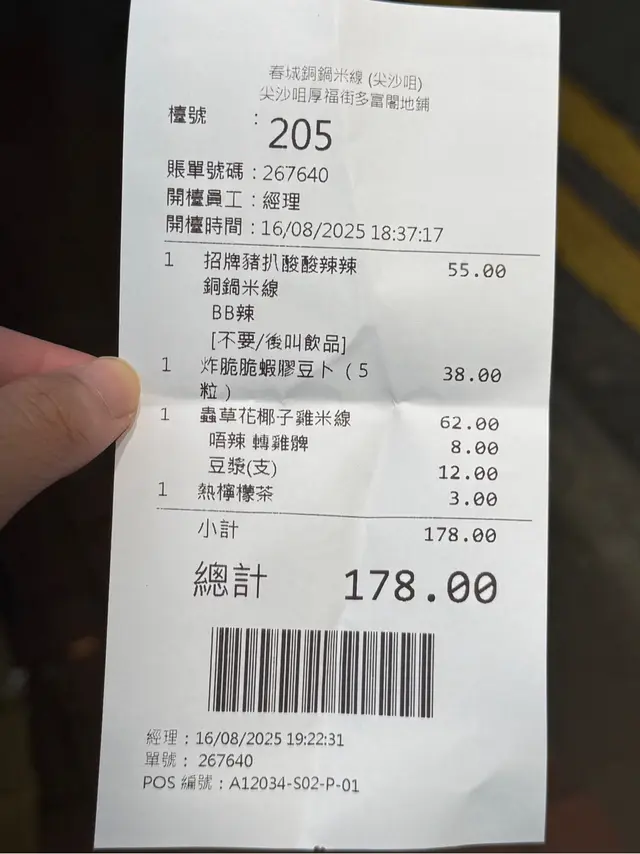 春城銅鍋米線 (尖沙咀)
尖沙咀厚福街多富閣地鋪
檯號 : 205
賬單號碼 : 267640
開檯員工 : 經理
開檯時間 : 16/08/2025 18:37:17
1 招牌豬扒酸酸辣辣 55.00
銅鍋米線
BB辣
[不要/後叫飲品]
1 炸脆脆蝦膠豆卜（5 38.00
粒）
1 蟲草花椰子雞米線 62.00
唔辣 轉雞髀 8.00
豆漿(支) 12.00
1 熱檸檬茶 3.00
小計 178.00
總計 178.00
經理 : 16/08/2025 19:22:31
單號 : 267640
POS 編號 : A12034-S02-P-01